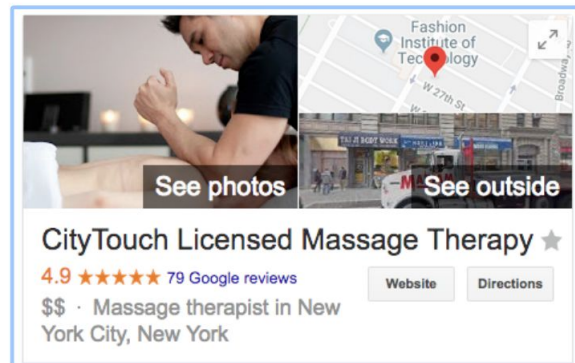 Fashion
Institute of
Technology
W 27th St
Broadway
See photos
See outside
CityTouch Licensed Massage Therapy
4.9 79 Google reviews
Website
Directions
$$ · Massage therapist in New
York City, New York